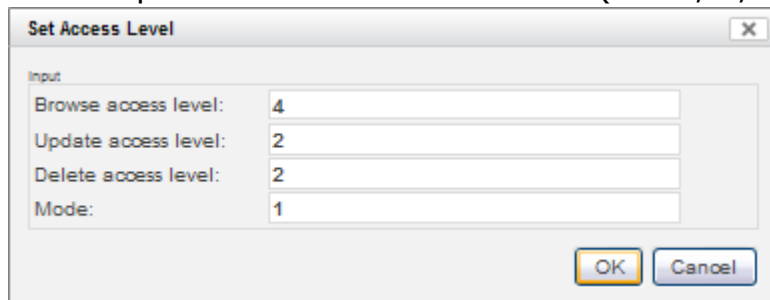 Set Access Level
Input
Browse access level: 4
Update access level: 2
Delete access level: 2
Mode: 1
OK Cancel